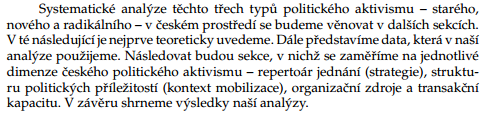 Systematické analýze těchto třech typů politického aktivismu – starého,
nového a radikálního – v českém prostředí se budeme věnovat v dalších sekcích.
V té následující je nejprve teoreticky uvedeme. Dále představíme data, která v naší
analýze použijeme. Následovat budou sekce, v nichž se zaměříme na jednotlivé
dimenze českého politického aktivismu – repertoár jednání (strategie), struktu-
ru politických příležitostí (kontext mobilizace), organizační zdroje a transakční
kapacitu. V závěru shrneme výsledky naší analýzy.